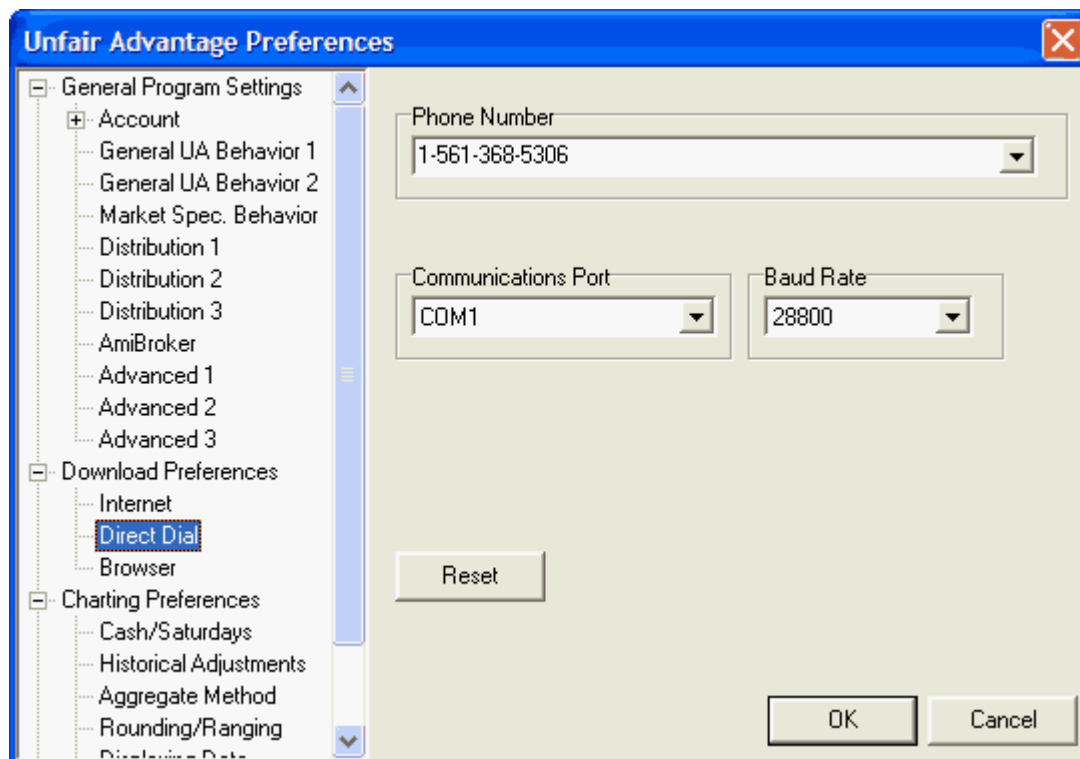 Unfair Advantage Preferences
General Program Settings
Account
General UA Behavior 1
General UA Behavior 2
Market Spec. Behavior
Distribution 1
Distribution 2
Distribution 3
AmiBroker
Advanced 1
Advanced 2
Advanced 3
Download Preferences
Internet
Direct Dial
Browser
Charting Preferences
Cash/Saturdays
Historical Adjustments
Aggregate Method
Rounding/Ranging
Displaying Data
Phone Number
1-561-368-5306
Communications Port
COM1
Baud Rate
28800
Reset
OK
Cancel